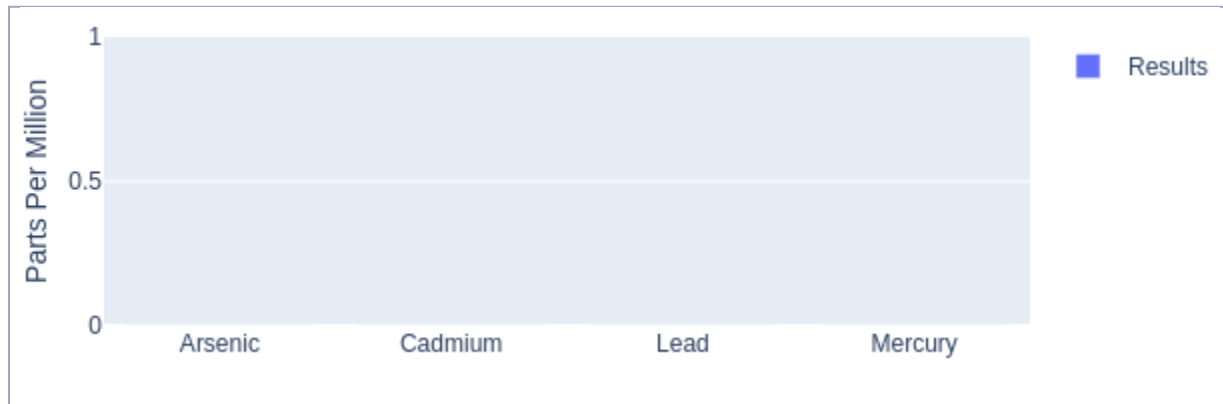 1
Results
Parts Per Million
0.5
0
Arsenic Cadmium Lead Mercury